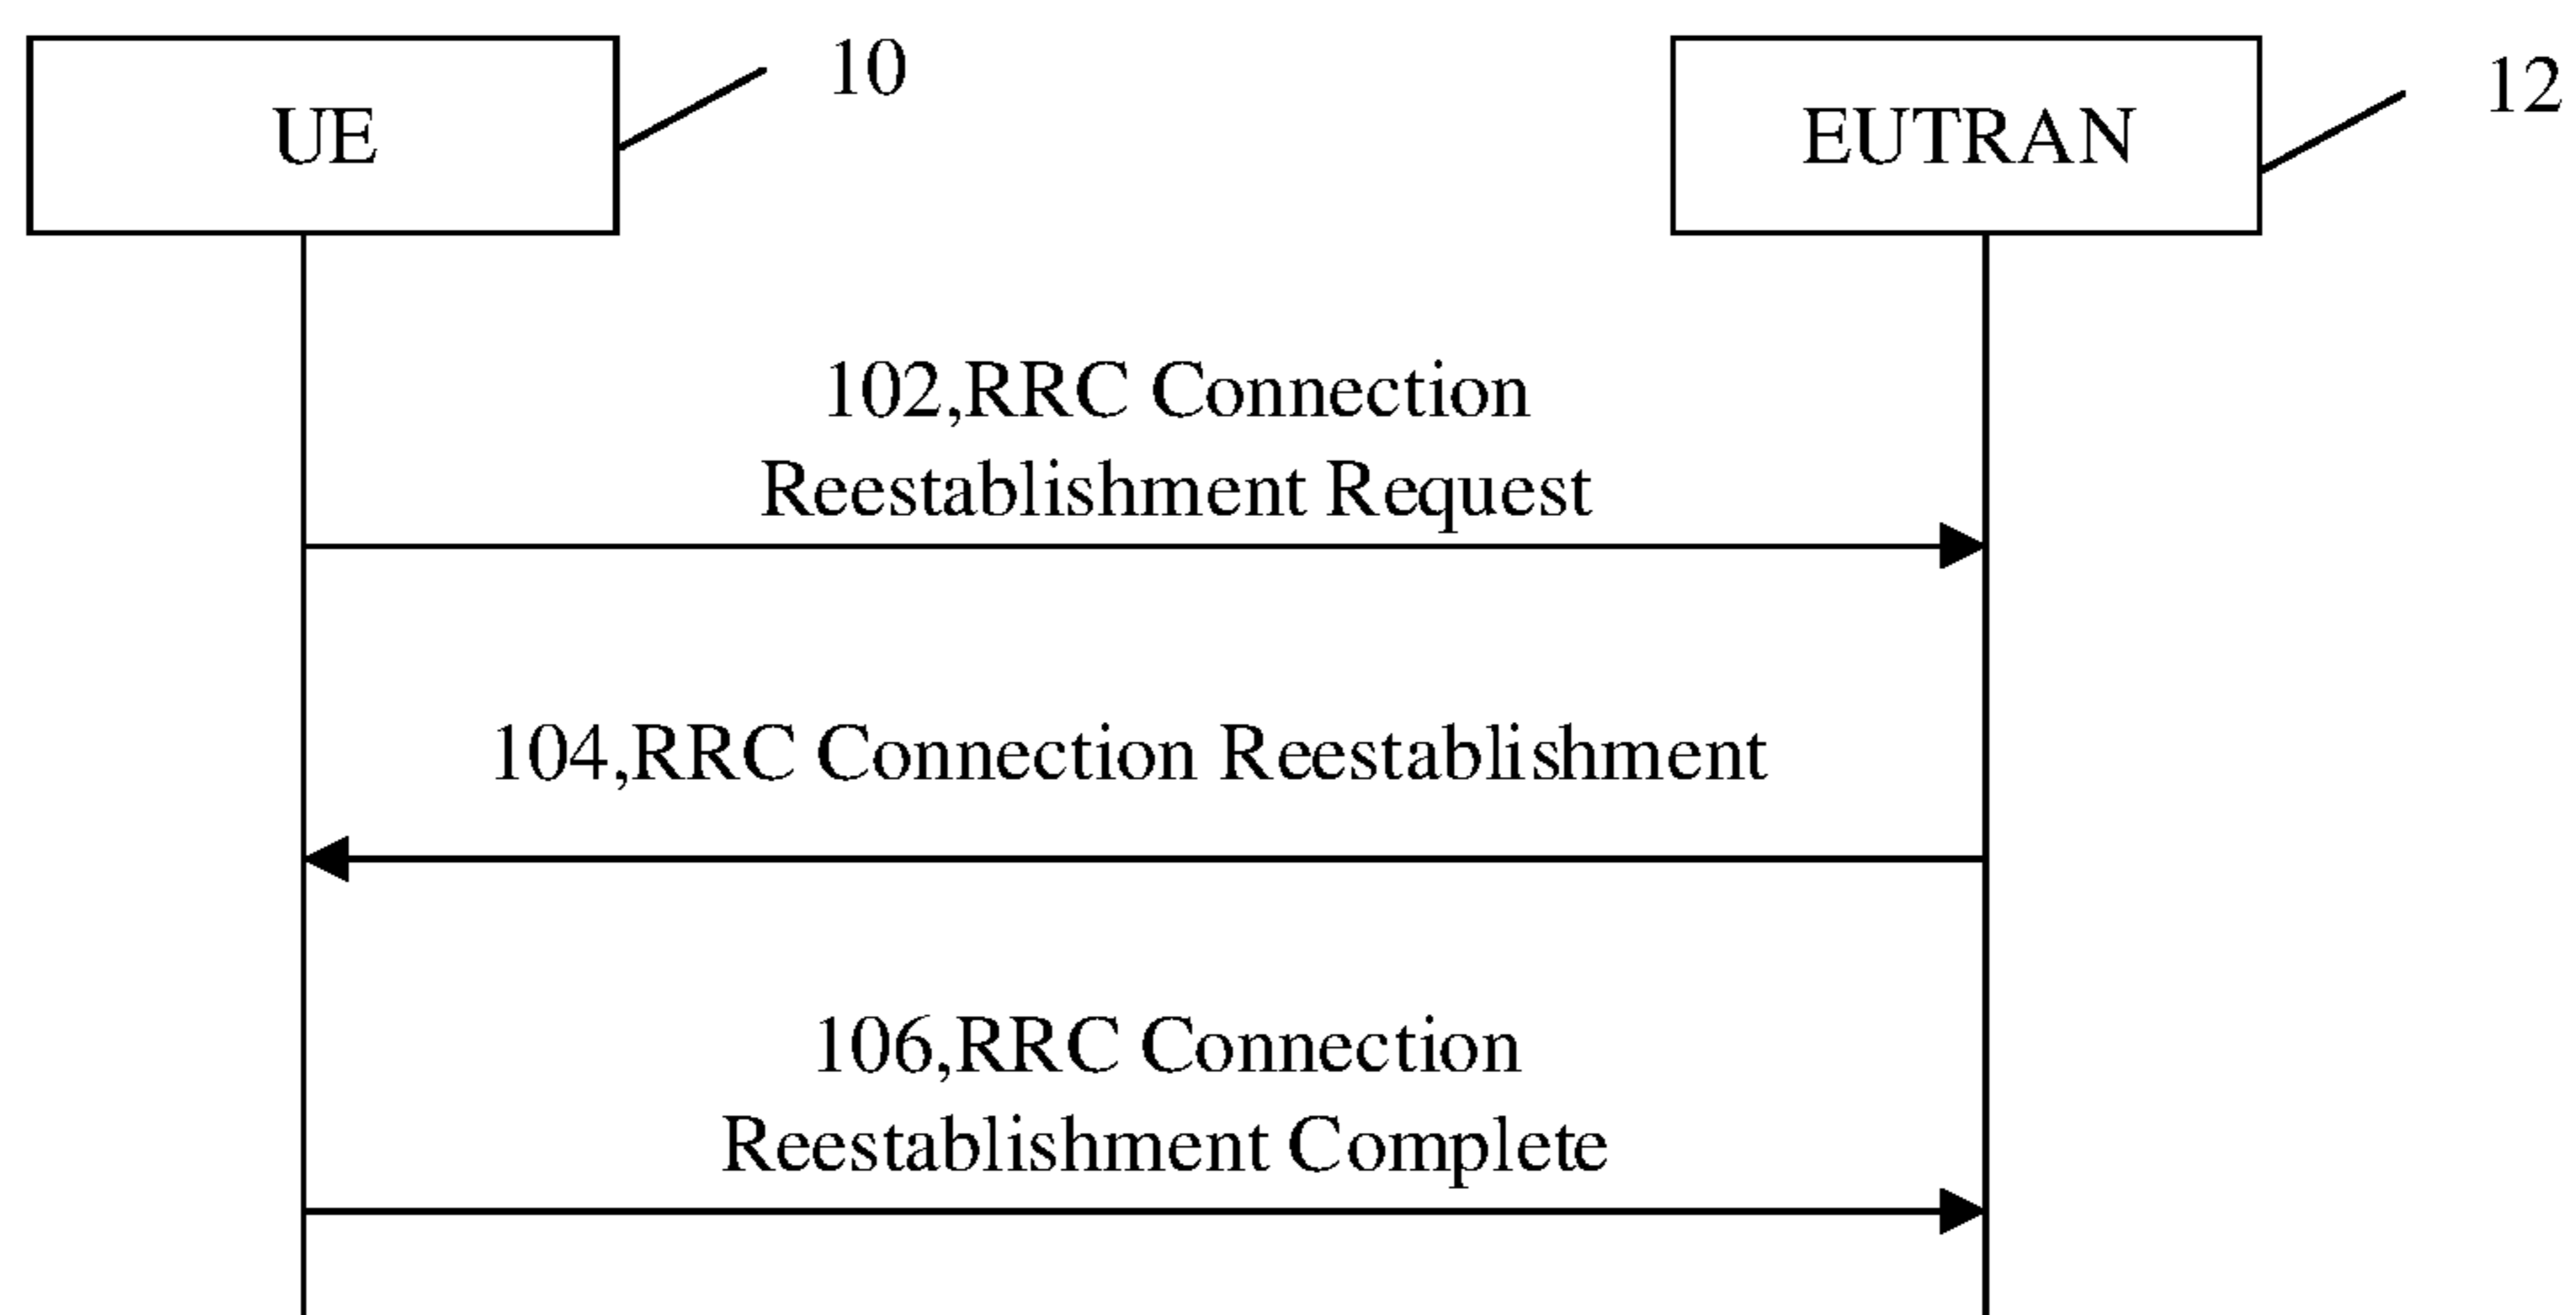 10
UE
12
EUTRAN
102,RRC Connection
Reestablishment Request
104,RRC Connection Reestablishment
106,RRC Connection
Reestablishment Complete